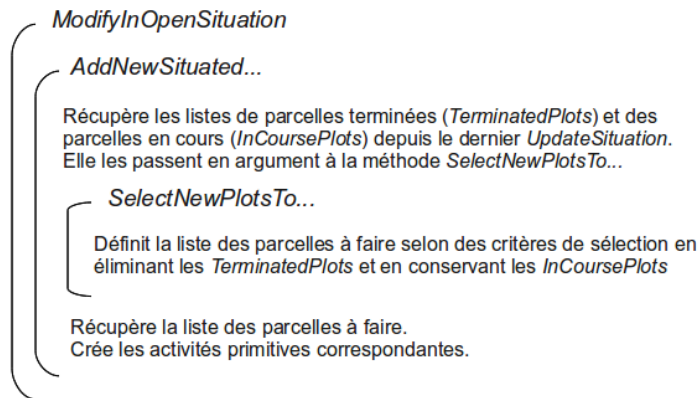 ModifyInOpenSituation
AddNewSituated...
Récupère les listes de parcelles terminées (TerminatedPlots) et des
parcelles en cours (InCoursePlots) depuis le dernier UpdateSituation.
Elle les passent en argument à la méthode SelectNewPlotsTo...
SelectNewPlotsTo...
Définit la liste des parcelles à faire selon des critères de sélection en
éliminant les TerminatedPlots et en conservant les InCoursePlots
Récupère la liste des parcelles à faire.
Crée les activités primitives correspondantes.